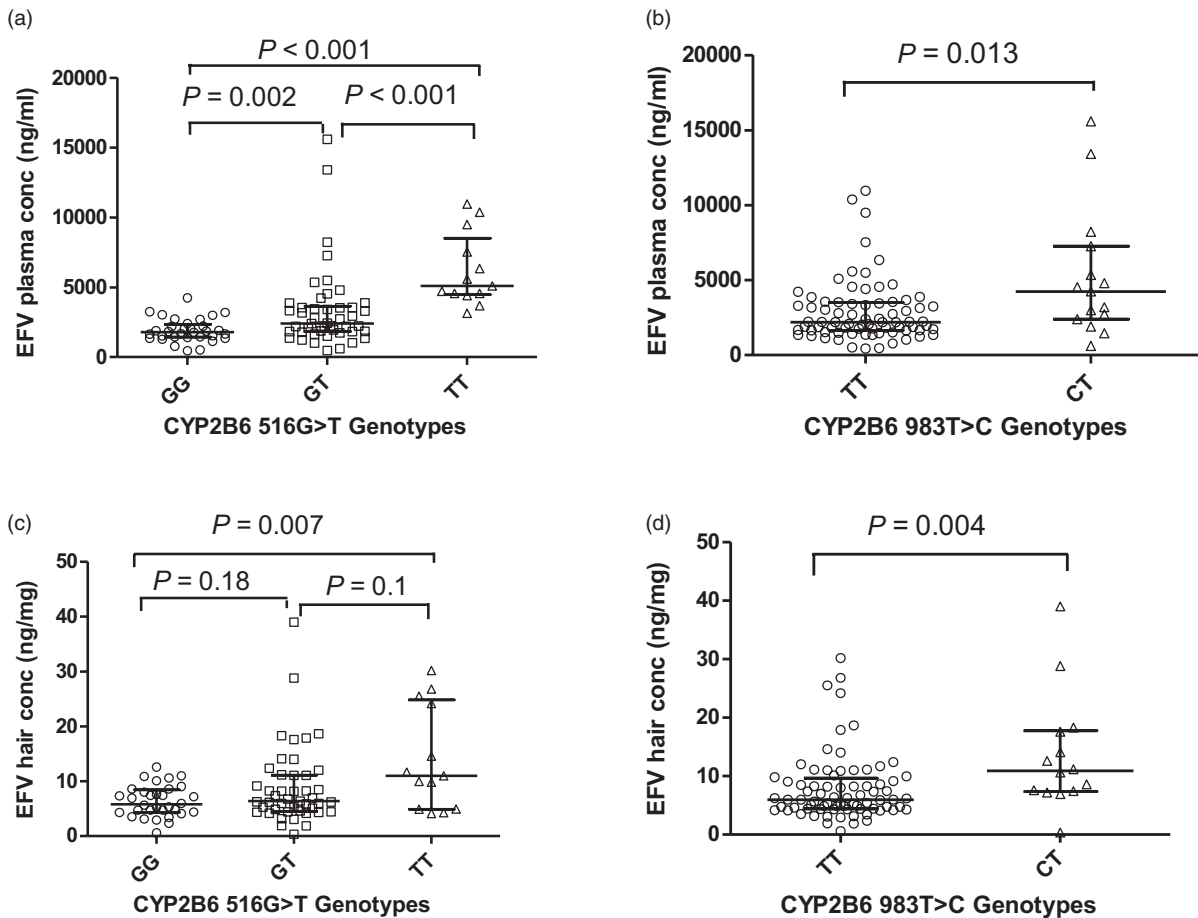 (a)
P < 0.001
P = 0.002
P < 0.001
20000
15000
10000
5000
0
EFV plasma conc (ng/ml)
GG
GT
TT
CYP2B6 516G>T Genotypes
(b)
P = 0.013
20000
15000
10000
5000
0
EFV plasma conc (ng/ml)
TT
CT
CYP2B6 983T>C Genotypes
(c)
P = 0.007
P = 0.18
P = 0.1
50
40
30
20
10
0
EFV hair conc (ng/mg)
GG
GT
TT
CYP2B6 516G>T Genotypes
(d)
P = 0.004
50
40
30
20
10
0
EFV hair conc (ng/mg)
TT
CT
CYP2B6 983T>C Genotypes